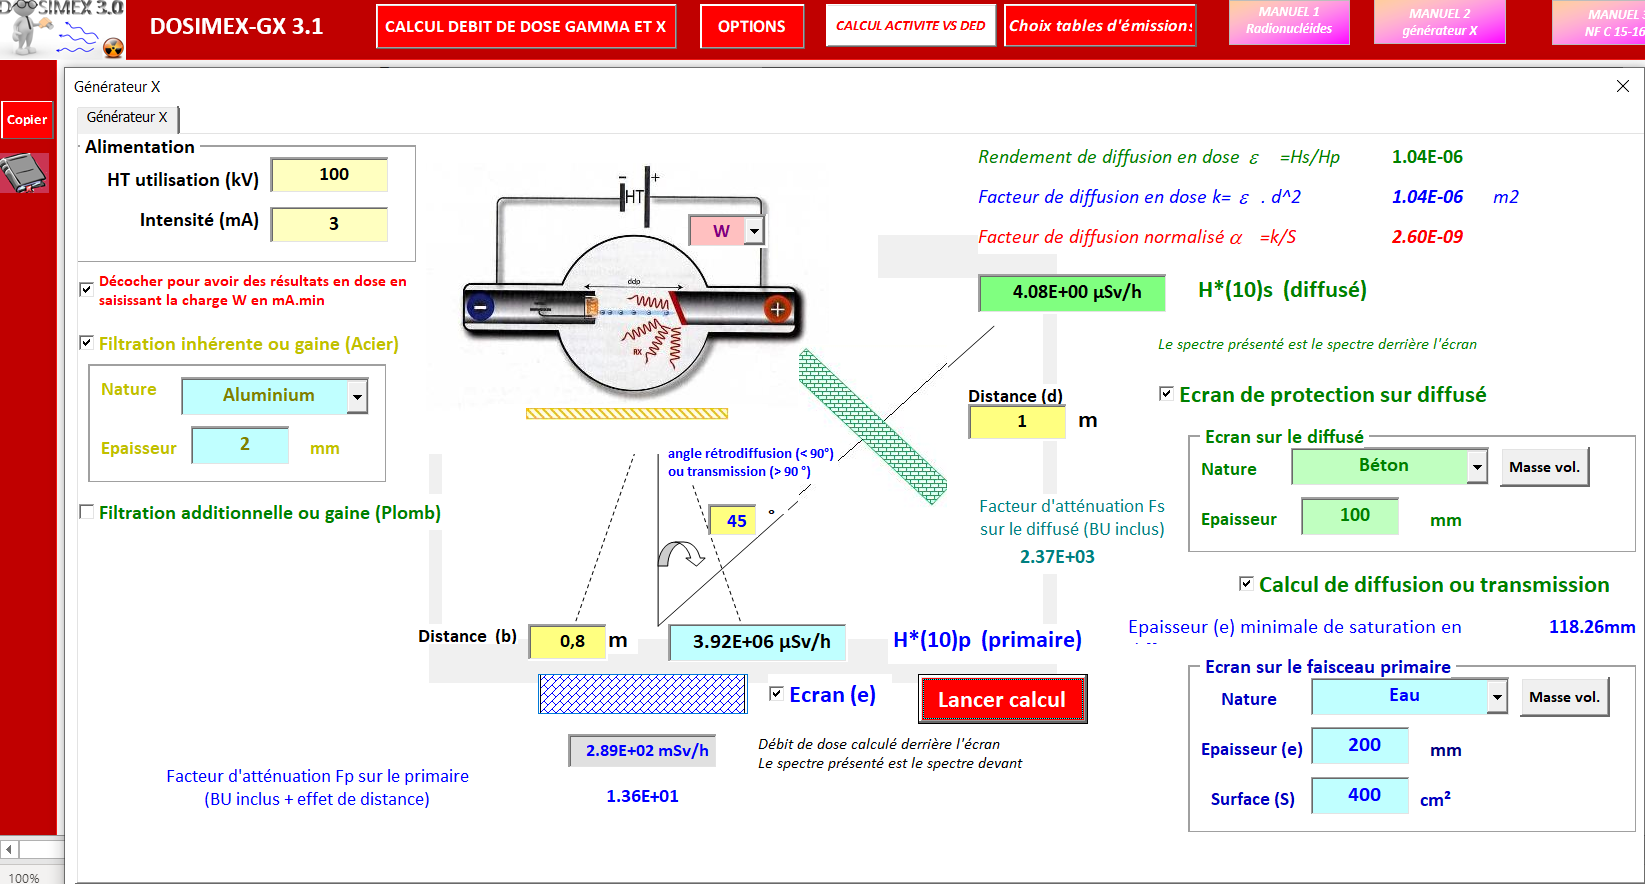 DOSIMEX 3.0
DOSIMEX-GX 3.1
CALCUL DEBIT DE DOSE GAMMA ET X
OPTIONS
CALCUL ACTIVITE VS DED
Choix tables d'émissions
MANUEL 1
Radionucléides
MANUEL 2
générateur X
MANUEL 3
NF C 15-16
Copier
Générateur X
Générateur X
Alimentation
HT utilisation (kV)
100
Intensité (mA)
3
Décocher pour avoir des résultats en dose en
saisissant la charge W en mA.min
Filtration inhérente ou gaine (Acier)
Nature
Aluminium
Epaisseur
2
mm
Filtration additionnelle ou gaine (Plomb)
- +
HT
W
ddp
-
+
RX
Rendement de diffusion en dose ε =Hs/Hp
1.04E-06
Facteur de diffusion en dose k= ε . d^2
1.04E-06 m2
Facteur de diffusion normalisé α =k/S
2.60E-09
4.08E+00 µSv/h
H*(10)s (diffusé)
Le spectre présenté est le spectre derrière l'écran
Distance (d)
1 m
Ecran de protection sur diffusé
Ecran sur le diffusé
Nature
Béton
Masse vol.
Epaisseur
100
mm
angle rétrodiffusion (< 90°)
ou transmission (> 90 °)
45 °
Facteur d'atténuation Fs
sur le diffusé (BU inclus)
2.37E+03
Calcul de diffusion ou transmission
Epaisseur (e) minimale de saturation en
118.26mm
Distance (b)
0,8 m
3.92E+06 µSv/h
H*(10)p (primaire)
Ecran (e)
Lancer calcul
2.89E+02 mSv/h
Débit de dose calculé derrière l'écran
Le spectre présenté est le spectre devant
Facteur d'atténuation Fp sur le primaire
(BU inclus + effet de distance)
1.36E+01
Ecran sur le faisceau primaire
Nature
Eau
Masse vol.
Epaisseur (e)
200
mm
Surface (S)
400
cm²
100%